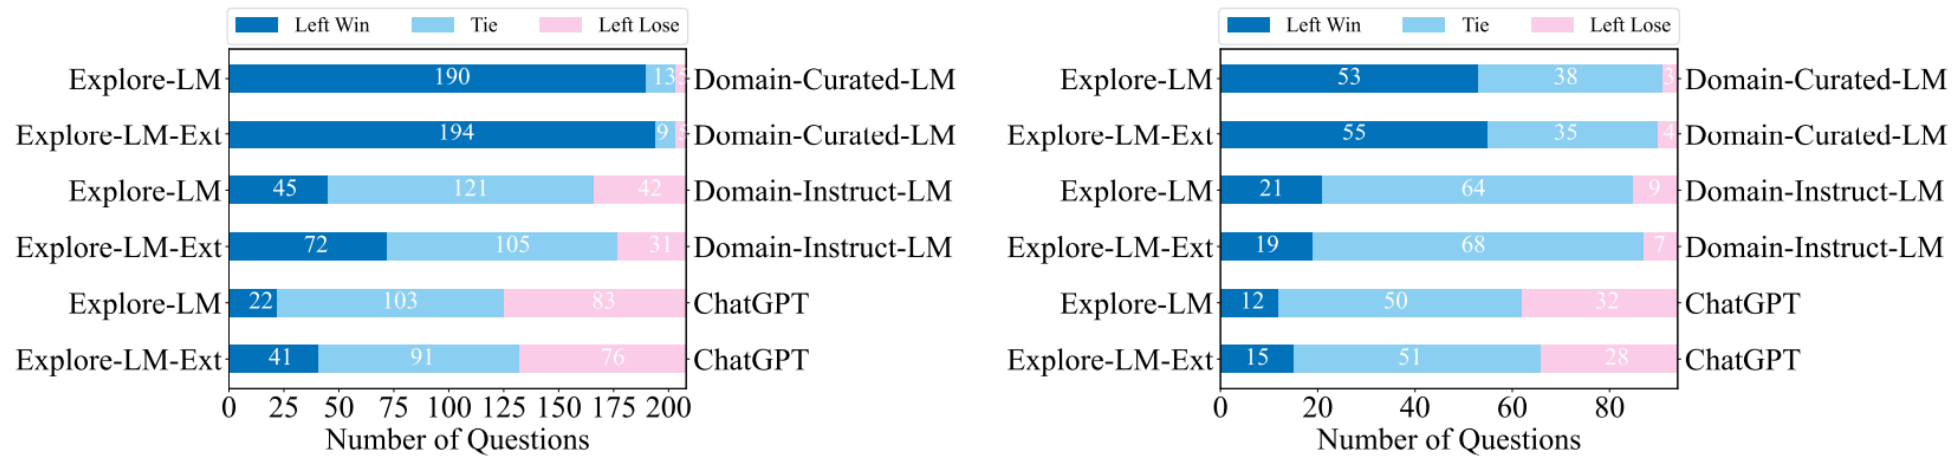 Left Win Tie Left Lose
Explore-LM 190 13 5 Domain-Curated-LM
Explore-LM-Ext 194 9 5 Domain-Curated-LM
Explore-LM 45 121 42 Domain-Instruct-LM
Explore-LM-Ext 72 105 31 Domain-Instruct-LM
Explore-LM 22 103 83 ChatGPT
Explore-LM-Ext 41 91 76 ChatGPT
0 25 50 75 100 125 150 175 200
Number of Questions
Left Win Tie Left Lose
Explore-LM 53 38 3 Domain-Curated-LM
Explore-LM-Ext 55 35 4 Domain-Curated-LM
Explore-LM 21 64 9 Domain-Instruct-LM
Explore-LM-Ext 19 68 7 Domain-Instruct-LM
Explore-LM 12 50 32 ChatGPT
Explore-LM-Ext 15 51 28 ChatGPT
0 20 40 60 80
Number of Questions